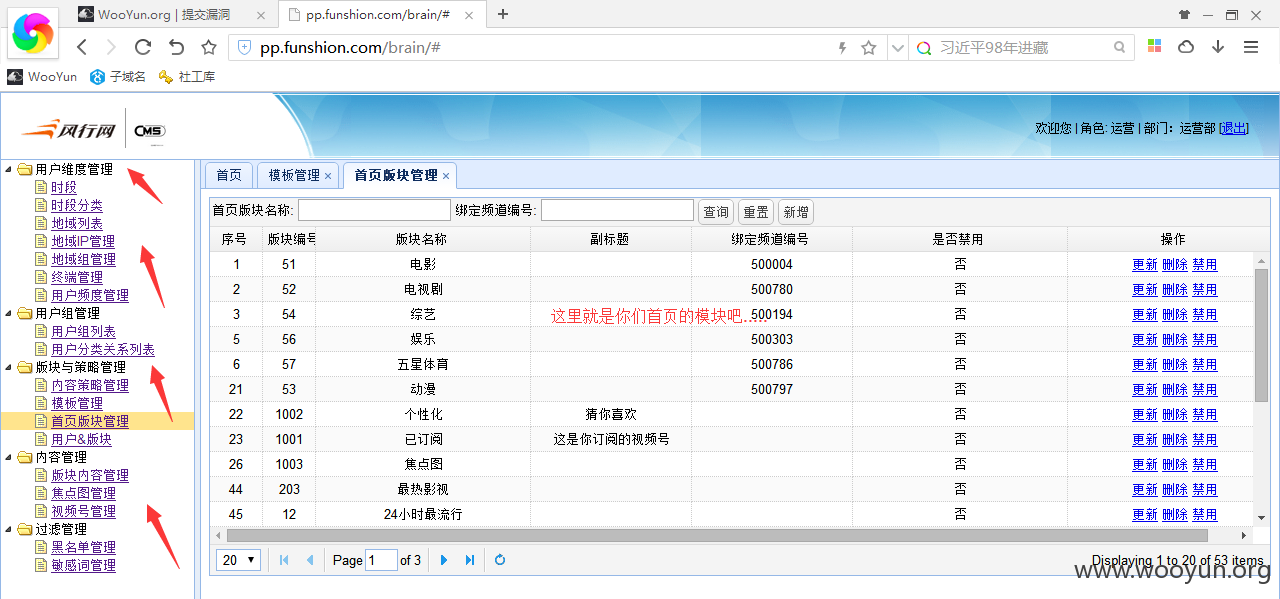 WooYun.org | 提交漏洞
pp.funshion.com/brain/#
pp.funshion.com/brain/#
习近平98年进藏
WooYun 子域名 社工库
风行网 CMS
欢迎您 | 角色: 运营 | 部门：运营部 [退出]
用户维度管理
时段
时段分类
地域列表
地域IP管理
地域组管理
终端管理
用户频度管理
用户组管理
用户组列表
用户分类关系列表
版块与策略管理
内容策略管理
模板管理
首页版块管理
用户&版块
内容管理
版块内容管理
焦点图管理
视频号管理
过滤管理
黑名单管理
敏感词管理
首页 模板管理 首页版块管理
首页版块名称: 绑定频道编号: 查询 重置 新增
序号 版块编号 版块名称 副标题 绑定频道编号 是否禁用 操作
1 51 电影 500004 否 更新 删除 禁用
2 52 电视剧 500780 否 更新 删除 禁用
3 54 综艺 500194 否 更新 删除 禁用
这里就是你们首页的模块吧.....
5 56 娱乐 500303 否 更新 删除 禁用
6 57 五星体育 500786 否 更新 删除 禁用
21 53 动漫 500797 否 更新 删除 禁用
22 1002 个性化 猜你喜欢 否 更新 删除 禁用
23 1001 已订阅 这是你订阅的视频号 否 更新 删除 禁用
26 1003 焦点图 否 更新 删除 禁用
44 203 最热影视 否 更新 删除 禁用
45 12 24小时最流行 否 更新 删除 禁用
20 Page 1 of 3 Displaying 1 to 20 of 53 items
www.wooyun.org